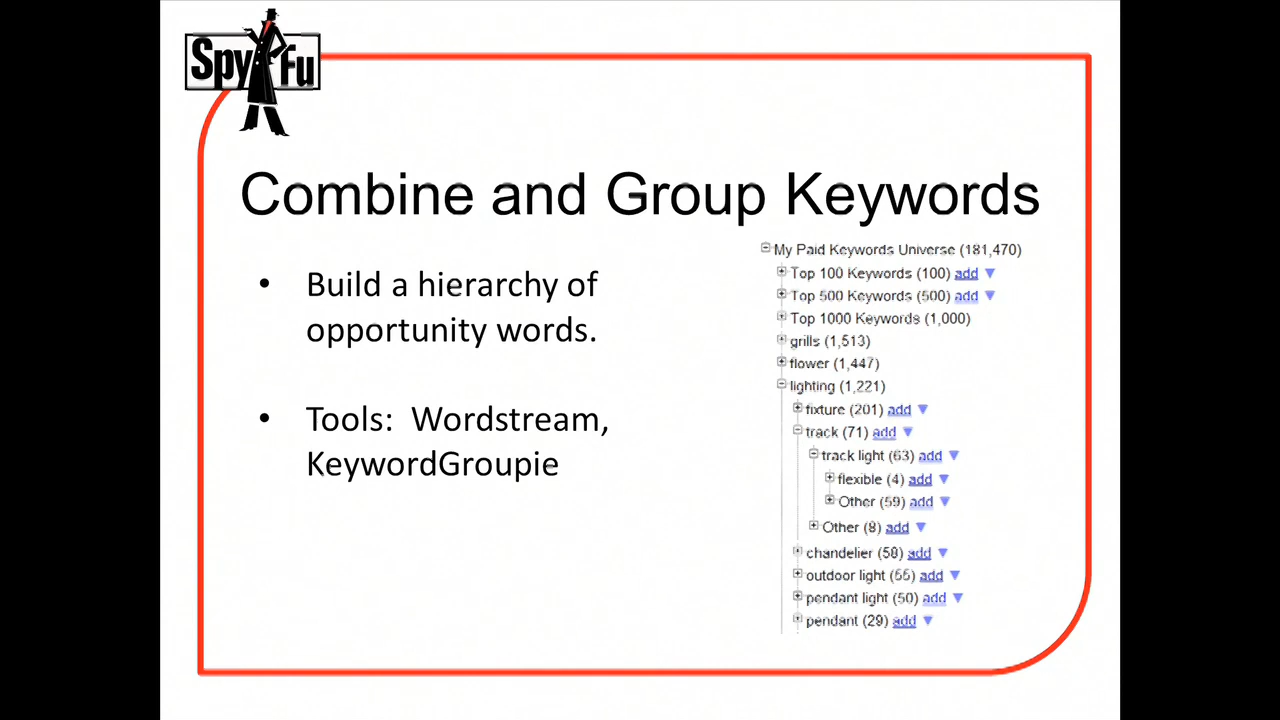 Spy Fu
Combine and Group Keywords
• Build a hierarchy of
opportunity words.
• Tools: Wordstream,
KeywordGroupie
My Paid Keywords Universe (181,470)
Top 100 Keywords (100) add
Top 500 Keywords (500) add
Top 1000 Keywords (1,000)
grills (1,513)
flower (1,447)
lighting (1,221)
fixture (201) add
track (71) add
track light (63) add
flexible (4) add
Other (59) add
Other (8) add
chandelier (58) add
outdoor light (55) add
pendant light (50) add
pendant (29) add